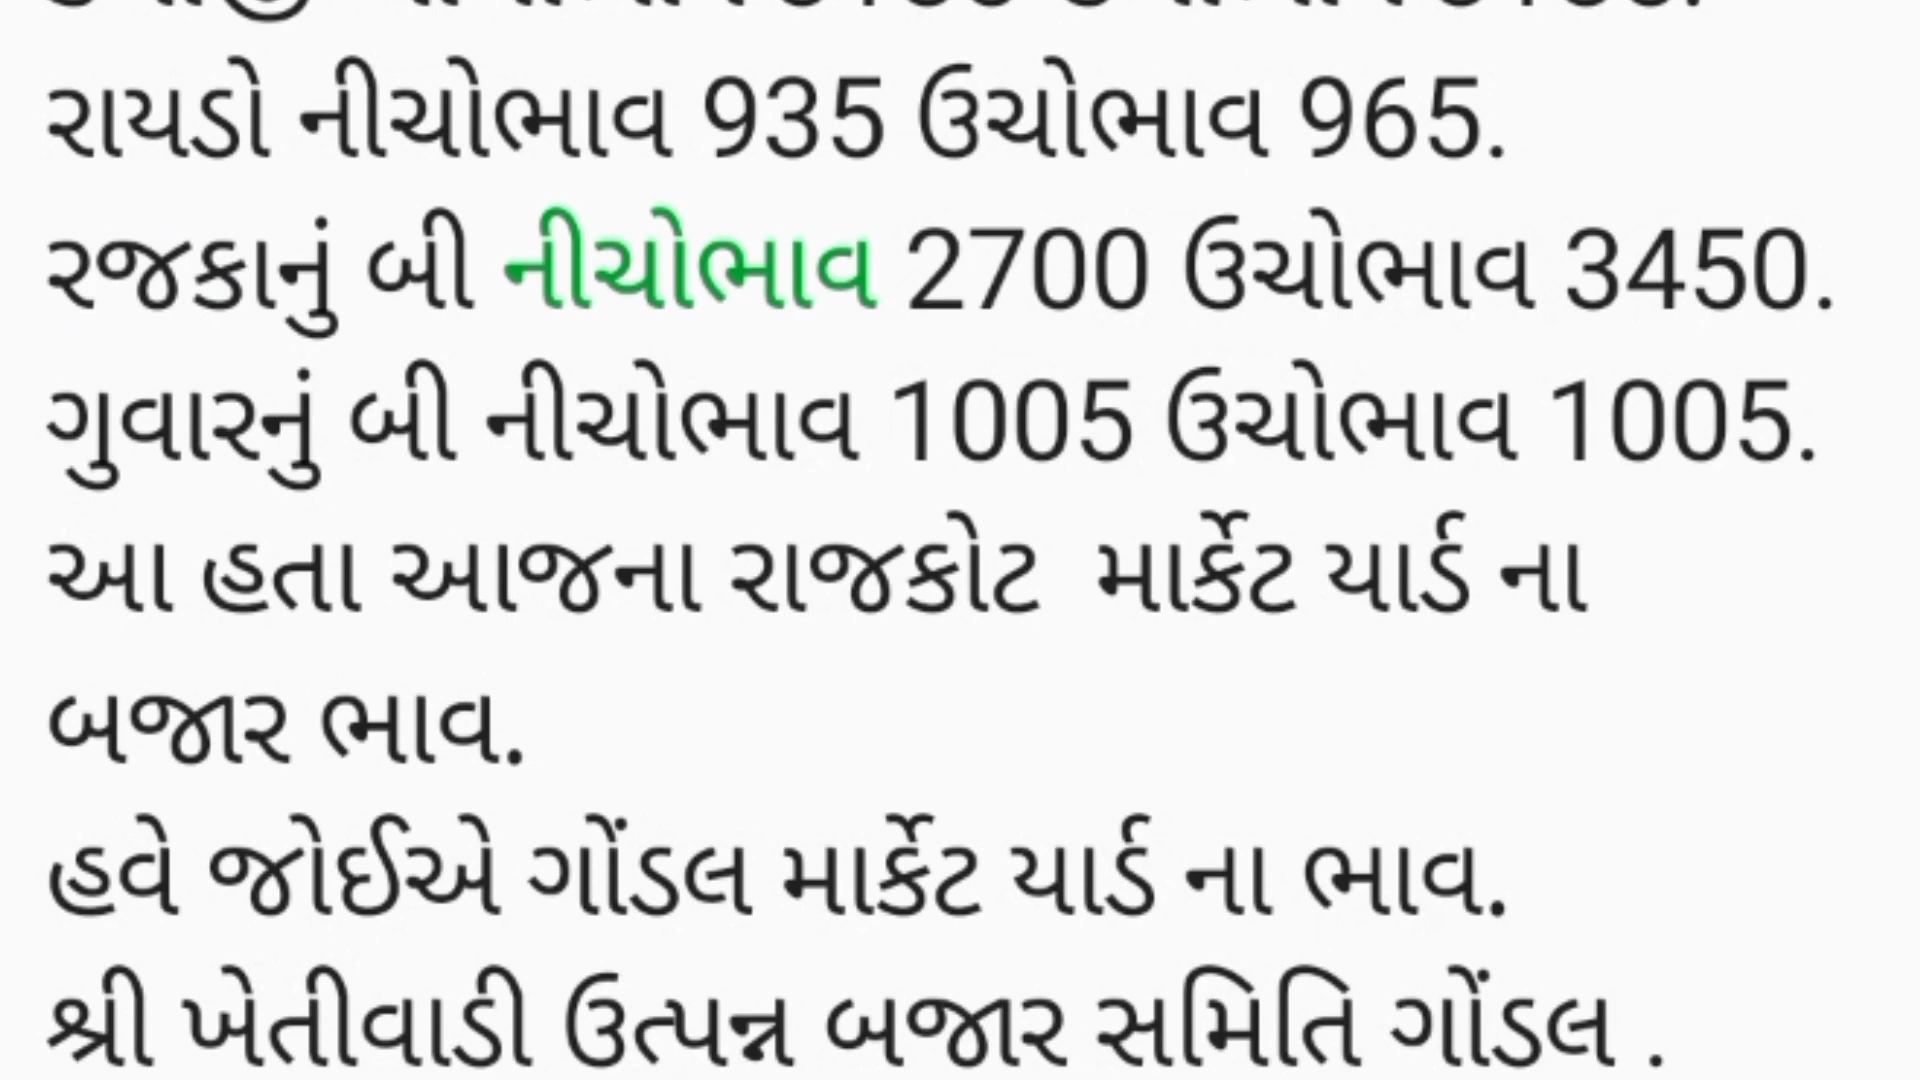 રાયડો નીચોભાવ 935 ઉચોભાવ 965.
રજકાનું બી નીચોભાવ 2700 ઉચોભાવ 3450.
ગુવારનું બી નીચોભાવ 1005 ઉચોભાવ 1005.
આ હતા આજના રાજકોટ  માર્કેટ યાર્ડ ના
બજાર ભાવ.
હવે જોઈએ ગોંડલ માર્કેટ યાર્ડ ના ભાવ.
શ્રી ખેતીવાડી ઉત્પન્ન બજાર સમિતિ ગોંડલ .